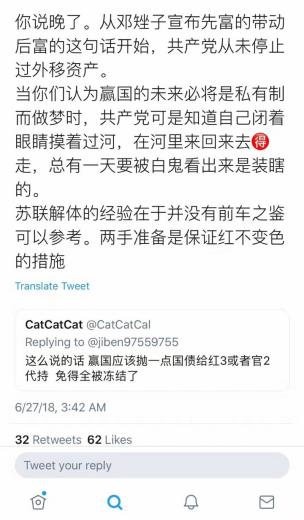 你说晚了。从邓矬子宣布先富的带动
后富的这句话开始，共产党从未停止
过外移资产。
当你们认为赢国的未来必将是私有制
而做梦时，共产党可是知道自己闭着
眼睛摸着过河，在河里来回来去🉐
走，总有一天要被白鬼看出来是装瞎
的。
苏联解体的经验在于并没有前车之鉴
可以参考。两手准备是保证红不变色
的措施
Translate Tweet
CatCatCat @CatCatCal
Replying to @jiben97559755
这么说的话 赢国应该抛一点国债给红3或者官2
代持 免得全被冻结了
6/27/18, 3:42 AM
32 Retweets 62 Likes
Tweet your reply